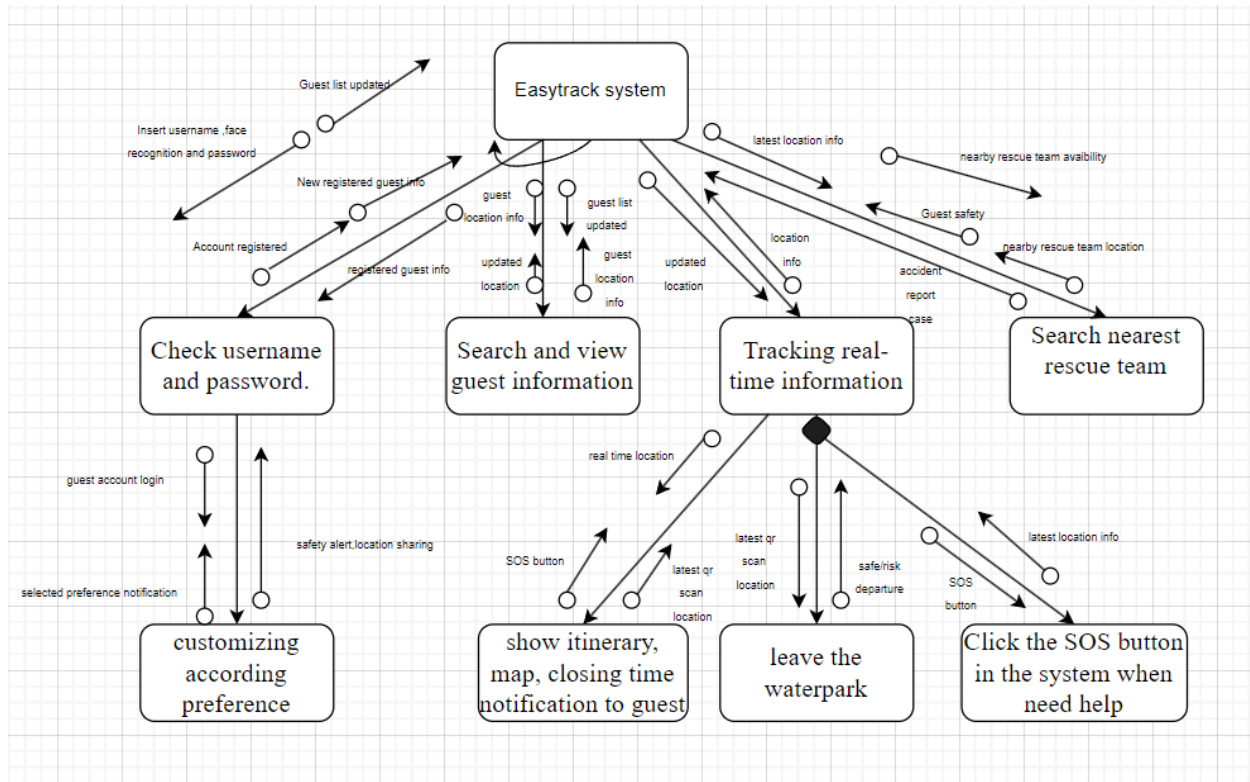 Easytrack system
Guest list updated
Insert username ,face
recognition and password
New registered guest info
Account registered
registered guest info
guest
location info
guest list
updated
updated
location
guest
location
info
updated
location
location
info
latest location info
nearby rescue team avaibility
Guest safety
nearby rescue team location
accident
report
case
Check username
and password.
Search and view
guest information
Tracking real-
time information
Search nearest
rescue team
guest account login
selected preference notification
safety alert,location sharing
real time location
SOS button
latest qr
scan
location
latest qr
scan
location
safe/risk
departure
SOS
button
latest location info
customizing
according
preference
show itinerary,
map, closing time
notification to guest
leave the
waterpark
Click the SOS button
in the system when
need help